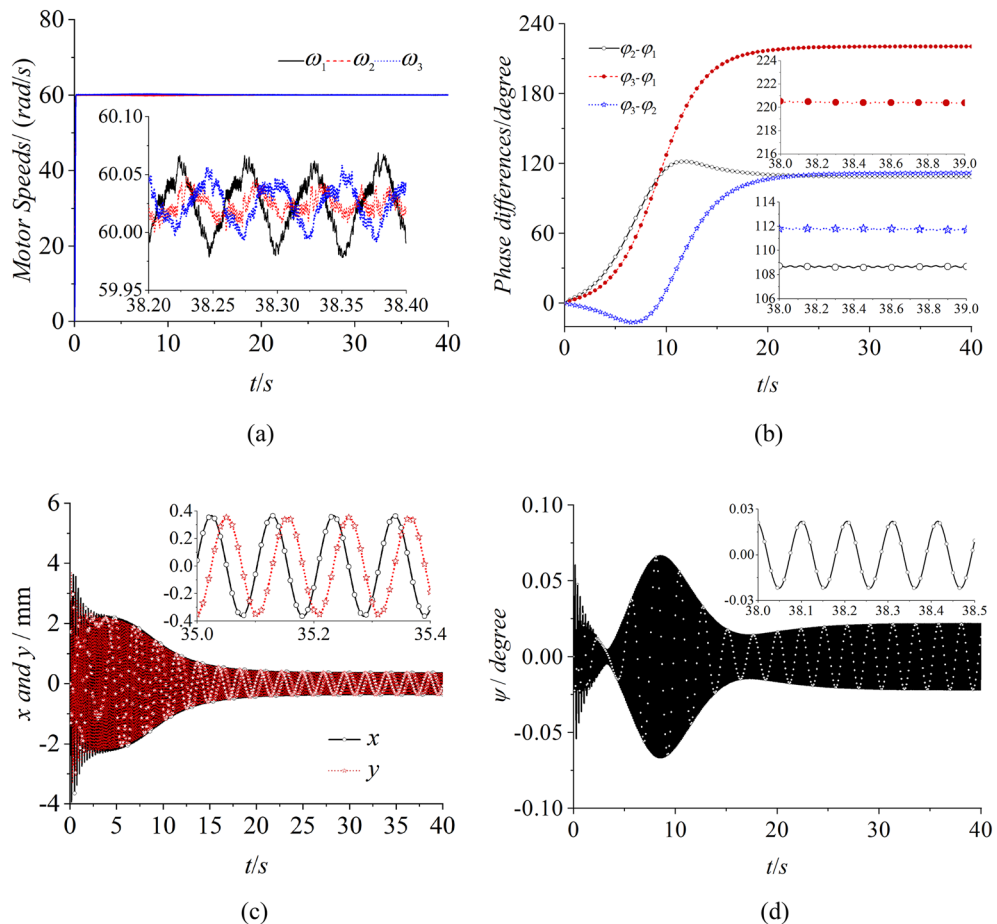 Motor Speeds/ (rad/s)
80
60
40
20
0
ω1 ω2 ω3
60.10
60.05
60.00
59.95
38.20 38.25 38.30 38.35 38.40
0 10 20 30 40
t/s
(a)
Phase differences/degree
240
180
120
60
0
φ2-φ1
φ3-φ1
φ3-φ2
224
222
220
218
216
38.0 38.2 38.4 38.6 38.8 39.0
114
112
110
108
106
38.0 38.2 38.4 38.6 38.8 39.0
0 10 20 30 40
t/s
(b)
x and y / mm
6
4
2
0
-2
-4
0.4
0.2
0.0
-0.2
-0.4
35.0 35.2 35.4
x
y
0 5 10 15 20 25 30 35 40
t/s
(c)
ψ / degree
0.10
0.05
0.00
-0.05
-0.10
0.03
0.00
-0.03
38.0 38.1 38.2 38.3 38.4 38.5
0 10 20 30 40
t/s
(d)